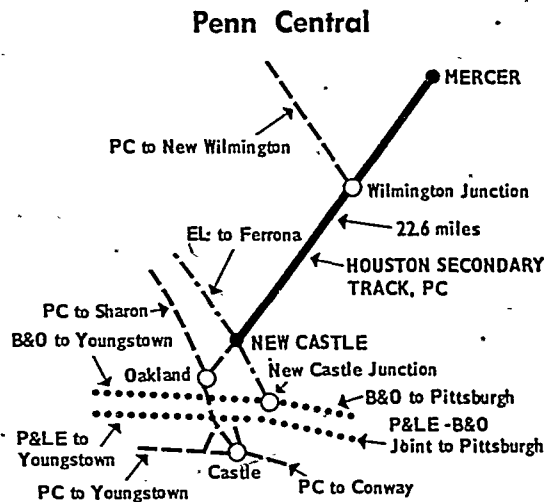 Penn Central
MERCER
PC to New Wilmington
Wilmington Junction
22.6 miles
EL to Ferrona
HOUSTON SECONDARY
TRACK, PC
PC to Sharon
B&O to Youngstown
NEW CASTLE
Oakland
New Castle Junction
B&O to Pittsburgh
P&LE -B&O
Joint to Pittsburgh
P&LE to
Youngstown
Castle
PC to Youngstown
PC to Conway